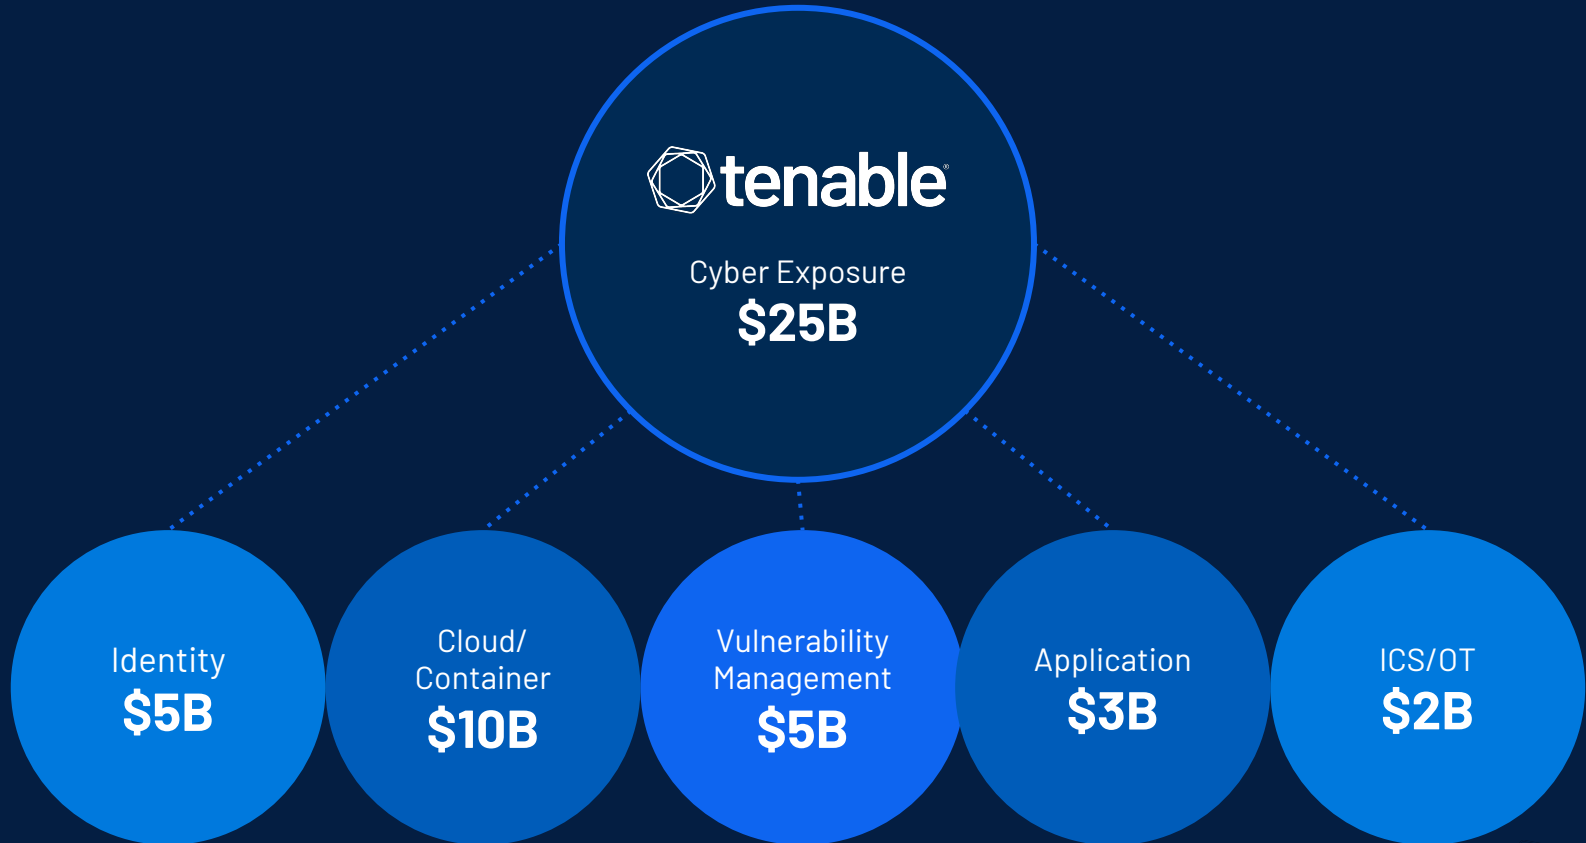 tenable®
Cyber Exposure
$25B
Identity
$5B
Cloud/
Container
$10B
Vulnerability
Management
$5B
Application
$3B
ICS/OT
$2B